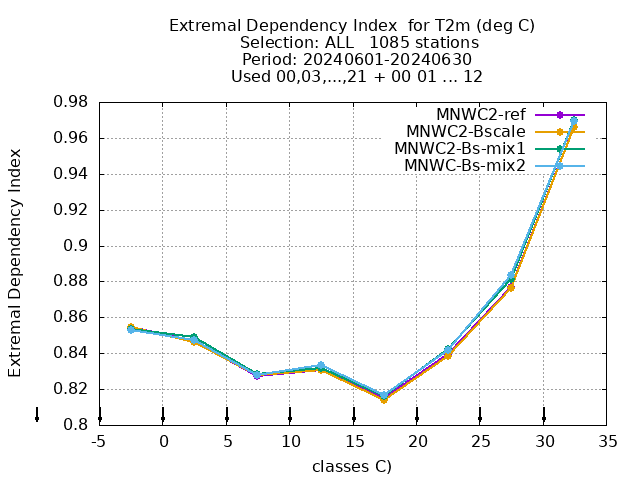 Extremal Dependency Index  for T2m (deg C)
Selection: ALL   1085 stations
Period: 20240601-20240630
Used 00,03,...,21 + 00 01 ... 12
MNWC2-ref
MNWC2-Bscale
MNWC2-Bs-mix1
MNWC-Bs-mix2
Extremal Dependency Index
0.98
0.96
0.94
0.92
0.9
0.88
0.86
0.84
0.82
0.8
-5 0 5 10 15 20 25 30 35
classes C)